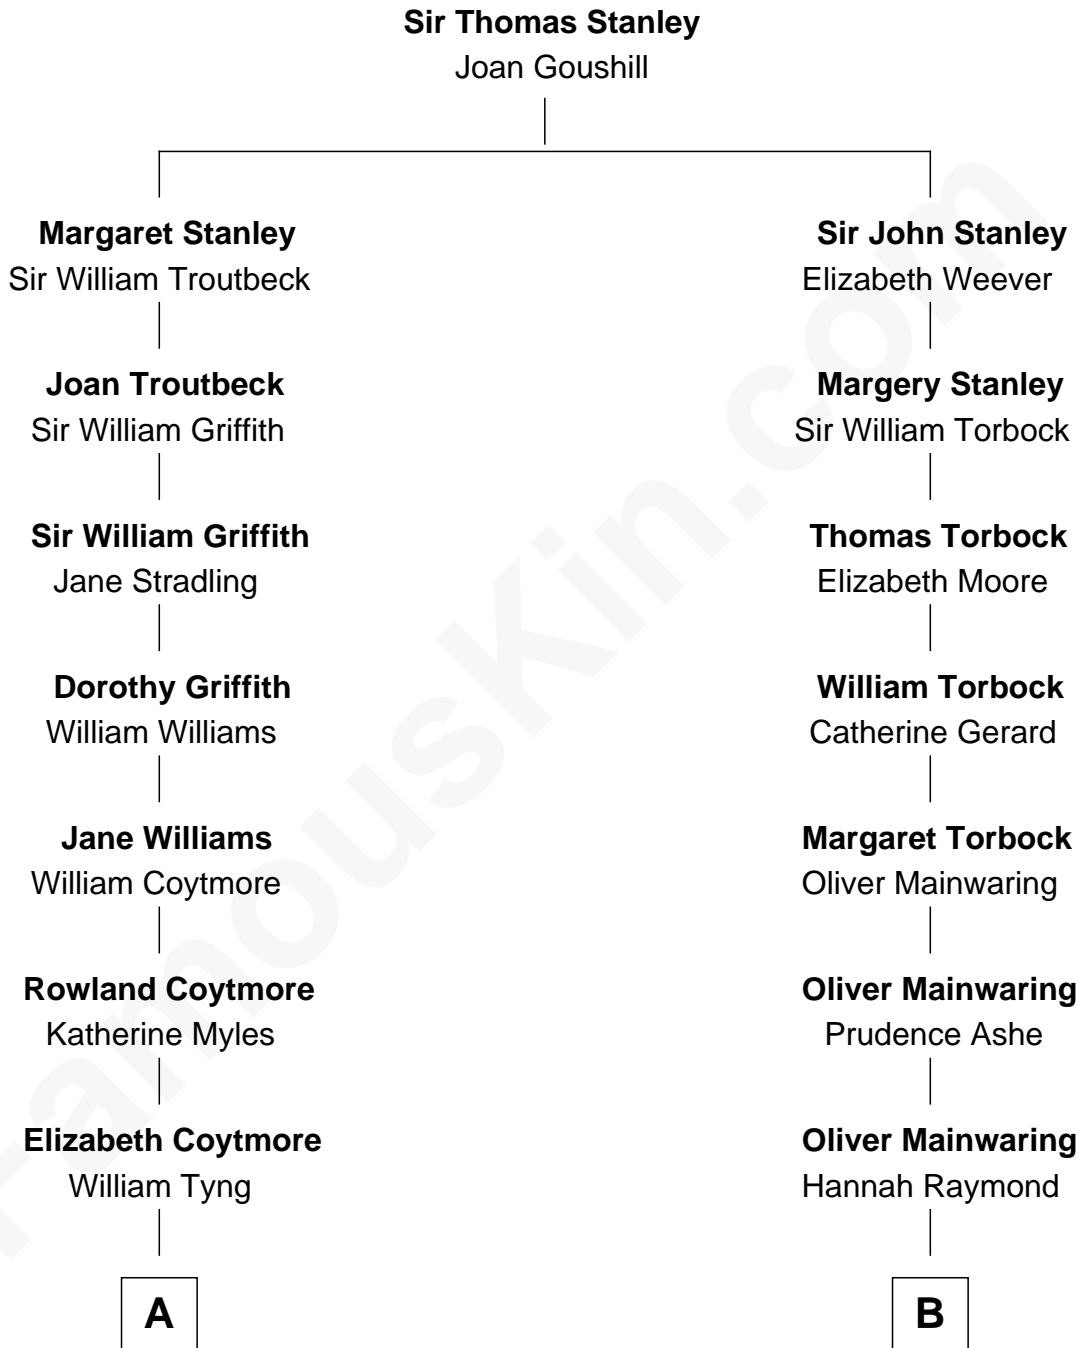 Sir Thomas Stanley
Joan Goushill
Margaret Stanley
Sir William Troutbeck
Sir John Stanley
Elizabeth Weever
Joan Troutbeck
Sir William Griffith
Margery Stanley
Sir William Torbock
Sir William Griffith
Jane Stradling
Thomas Torbock
Elizabeth Moore
Dorothy Griffith
William Williams
William Torbock
Catherine Gerard
Jane Williams
William Coytmore
Margaret Torbock
Oliver Mainwaring
Rowland Coytmore
Katherine Myles
Oliver Mainwaring
Prudence Ashe
Elizabeth Coytmore
William Tyng
Oliver Mainwaring
Hannah Raymond
A
B
FamousKin.com